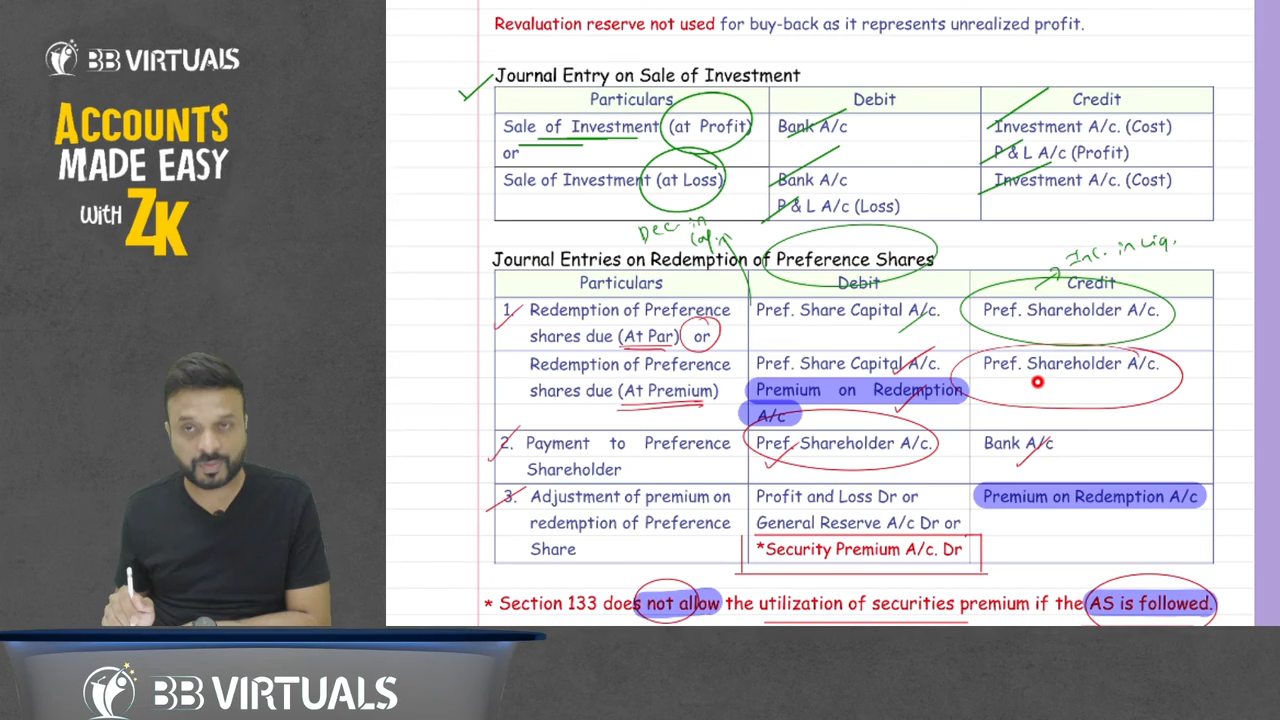 BB VIRTUALS
ACCOUNTS
MADE EASY
WITH ZK
Revaluation reserve not used for buy-back as it represents unrealized profit.
Journal Entry on Sale of Investment
Particulars Debit Credit
Sale of Investment (at Profit) Bank A/c Investment A/c. (Cost)
or P & L A/c (Profit)
Sale of Investment (at Loss) Bank A/c Investment A/c. (Cost)
P & L A/c (Loss)
Dec in
Cap.
Inc. in Liq.
Journal Entries on Redemption of Preference Shares
Particulars Debit Credit
1. Redemption of Preference Pref. Share Capital A/c. Pref. Shareholder A/c.
shares due (At Par) or
Redemption of Preference Pref. Share Capital A/c. Pref. Shareholder A/c.
shares due (At Premium) Premium on Redemption
A/c
2. Payment to Preference Pref. Shareholder A/c. Bank A/c
Shareholder
3. Adjustment of premium on Profit and Loss Dr or Premium on Redemption A/c
redemption of Preference General Reserve A/c Dr or
Share *Security Premium A/c. Dr
* Section 133 does not allow the utilization of securities premium if the AS is followed.
BB VIRTUALS